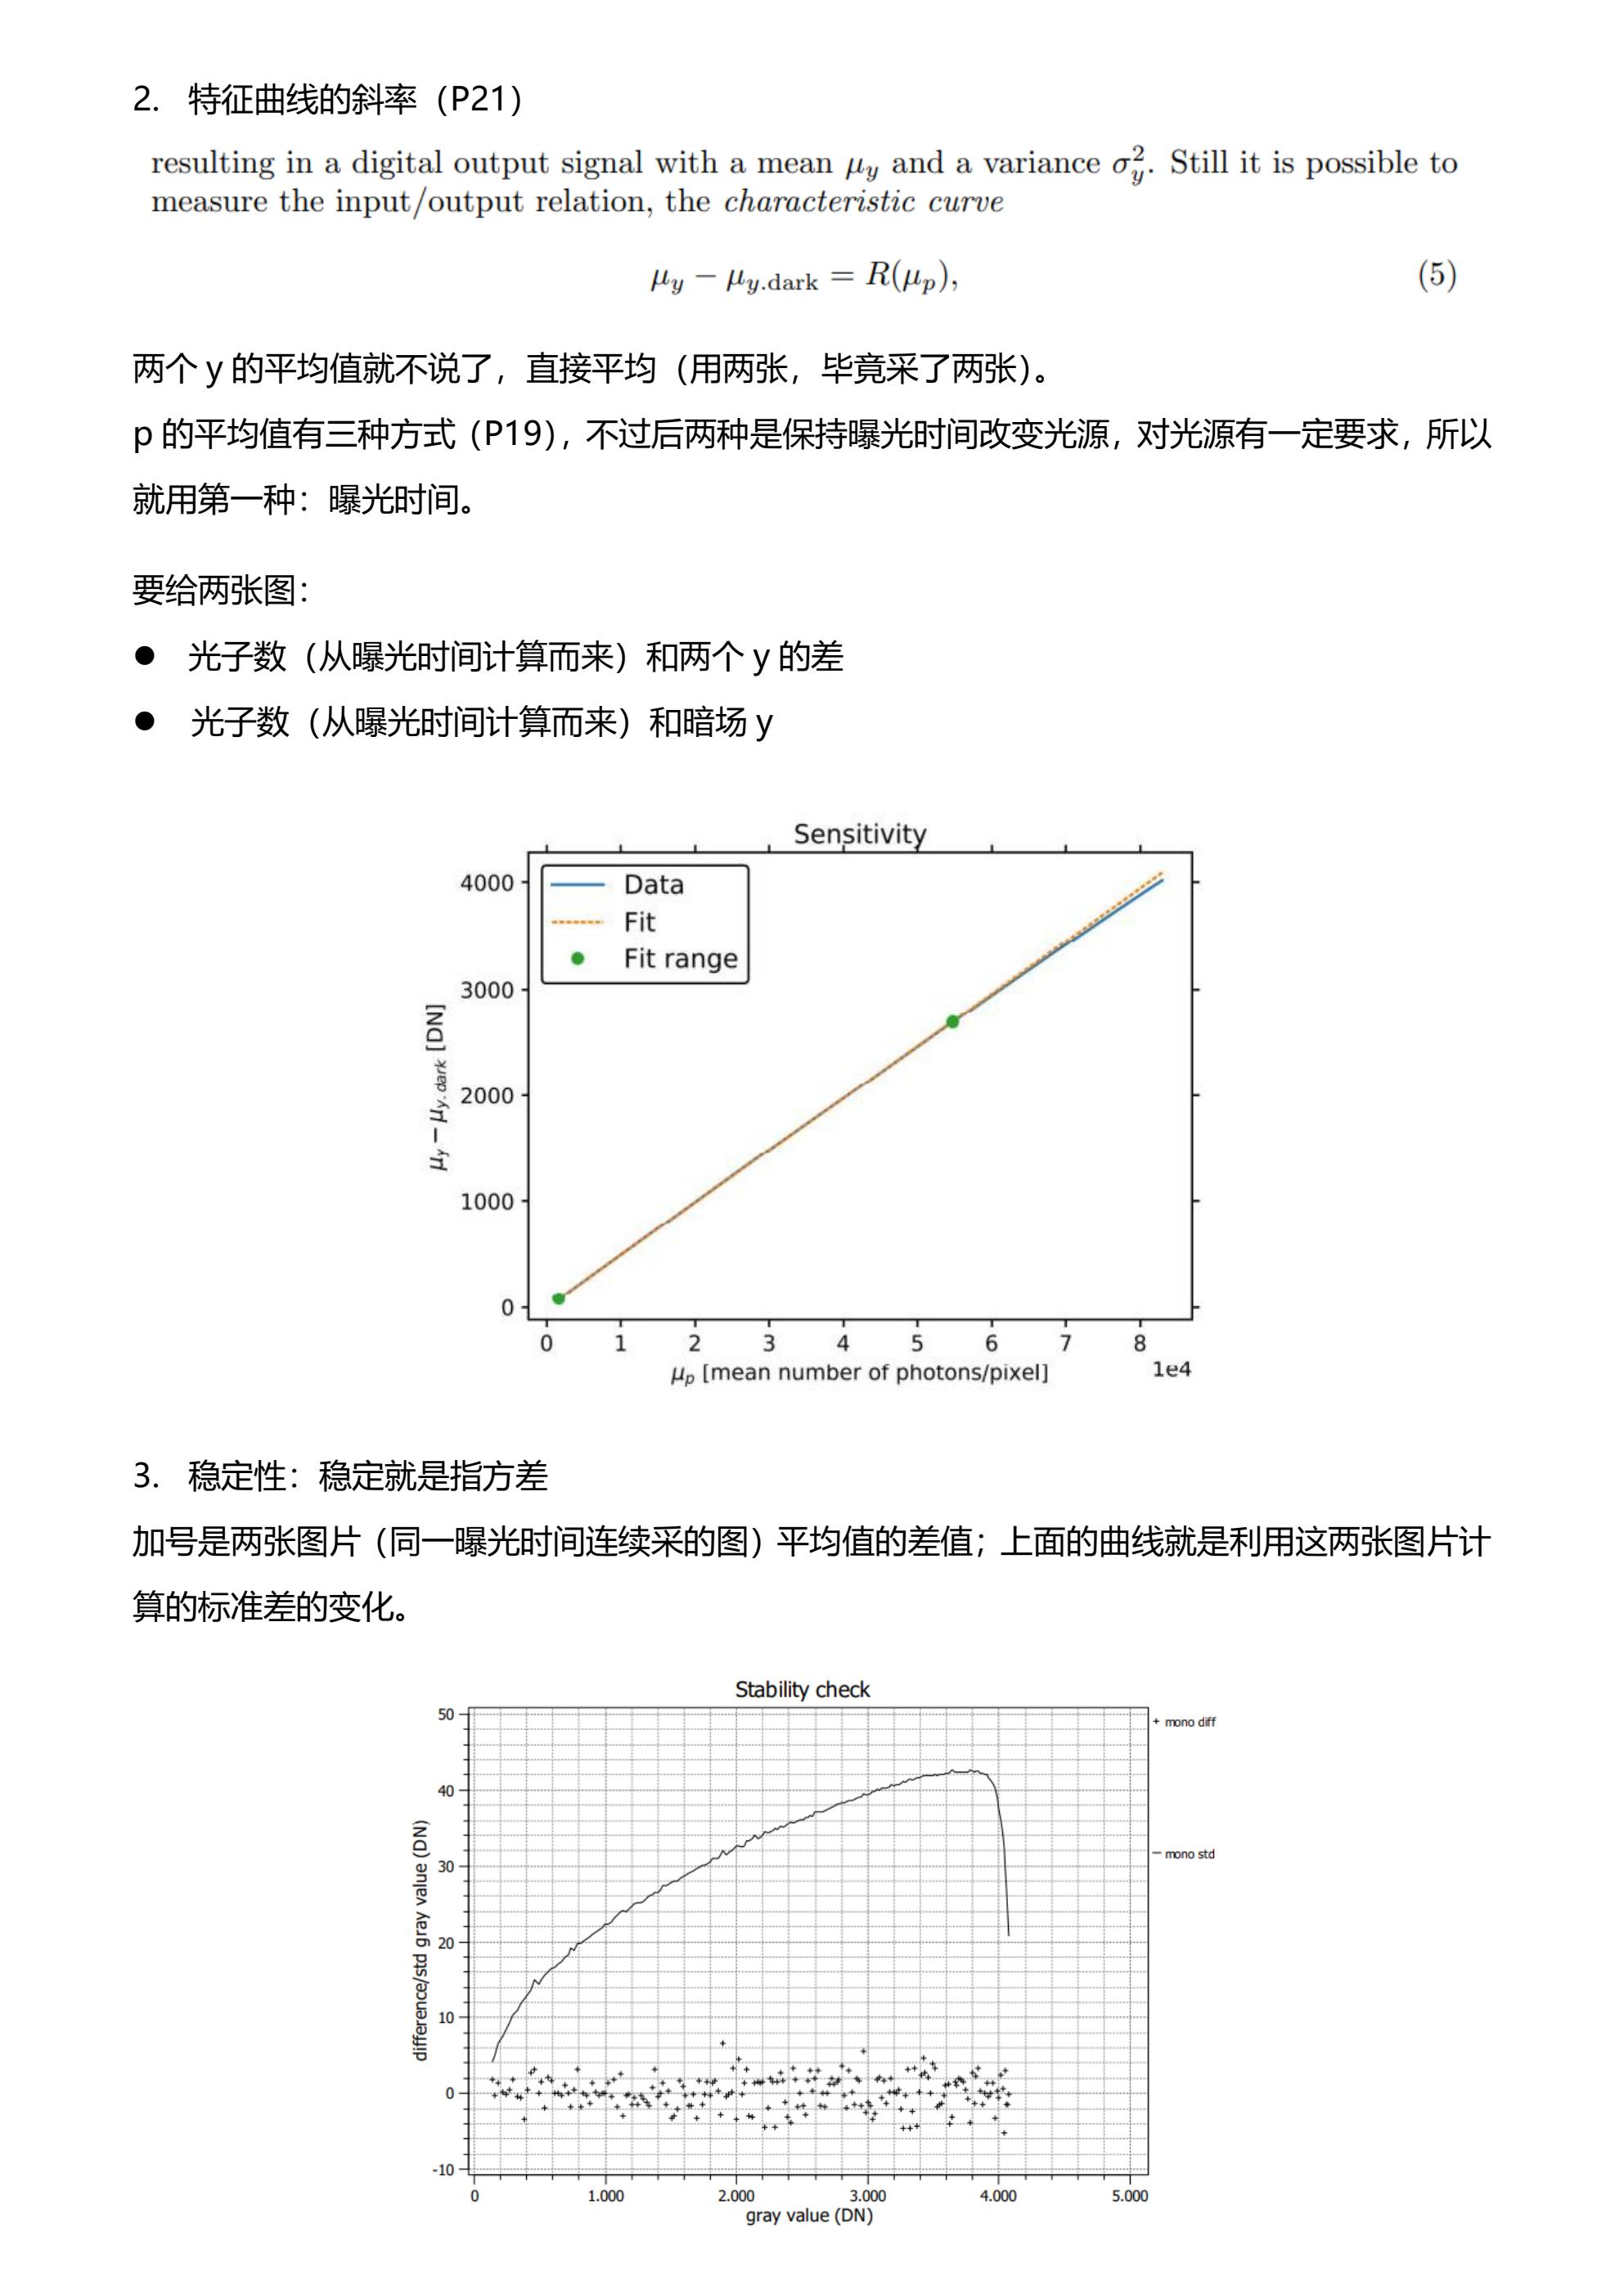 2. 特征曲线的斜率（P21）
resulting in a digital output signal with a mean μy and a variance σ²y. Still it is possible to
measure the input/output relation, the characteristic curve
μy − μy.dark = R(μp), (5)
两个 y 的平均值就不说了，直接平均（用两张，毕竟采了两张）。
p 的平均值有三种方式（P19），不过后两种是保持曝光时间改变光源，对光源有一定要求，所以
就用第一种：曝光时间。
要给两张图：
● 光子数（从曝光时间计算而来）和两个 y 的差
● 光子数（从曝光时间计算而来）和暗场 y
Sensitivity
Data
Fit
Fit range
4000
3000
2000
1000
0
μy − μy.dark [DN]
0 1 2 3 4 5 6 7 8
1e4
μp [mean number of photons/pixel]
3. 稳定性：稳定就是指方差
加号是两张图片（同一曝光时间连续采的图）平均值的差值；上面的曲线就是利用这两张图片计
算的标准差的变化。
Stability check
50
40
30
20
10
0
-10
difference/std gray value (DN)
+ mono diff
— mono std
0 1.000 2.000 3.000 4.000 5.000
gray value (DN)